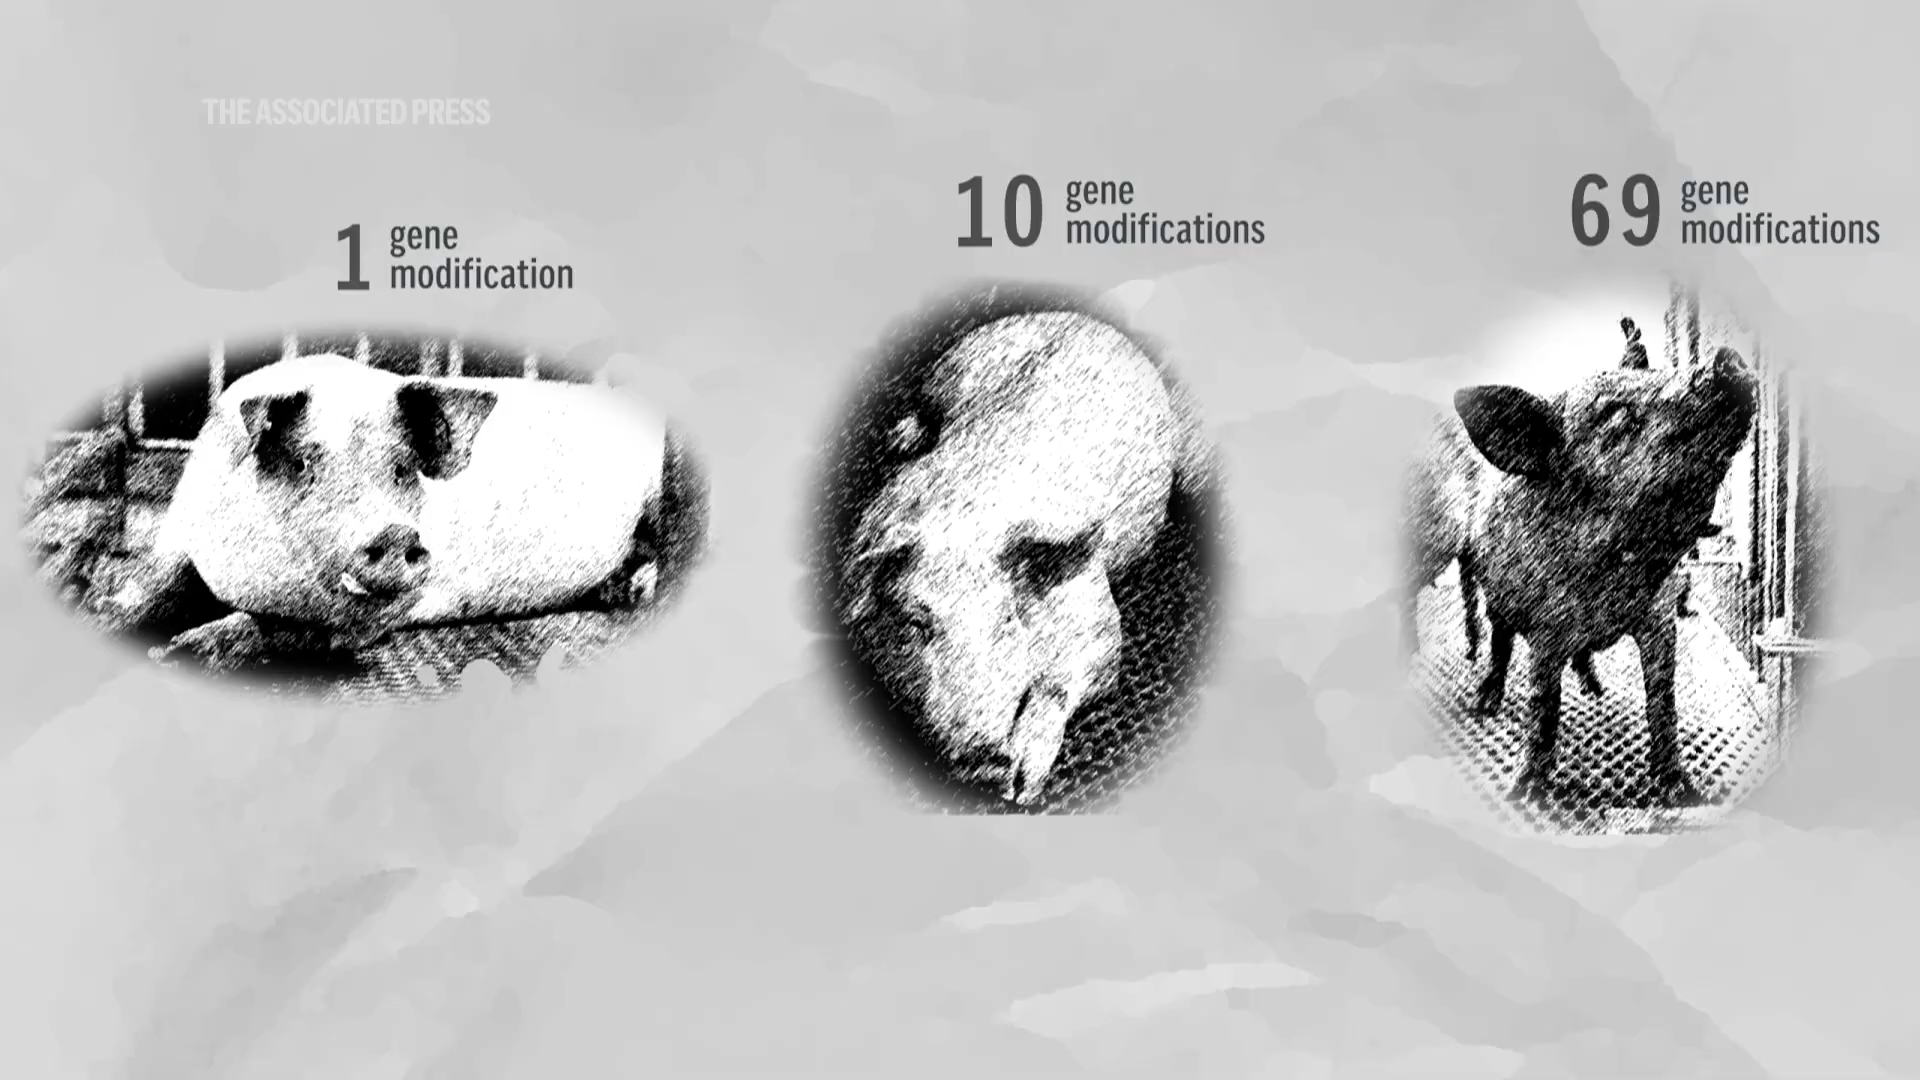 THE ASSOCIATED PRESS
1 gene
modification
10 gene
modifications
69 gene
modifications